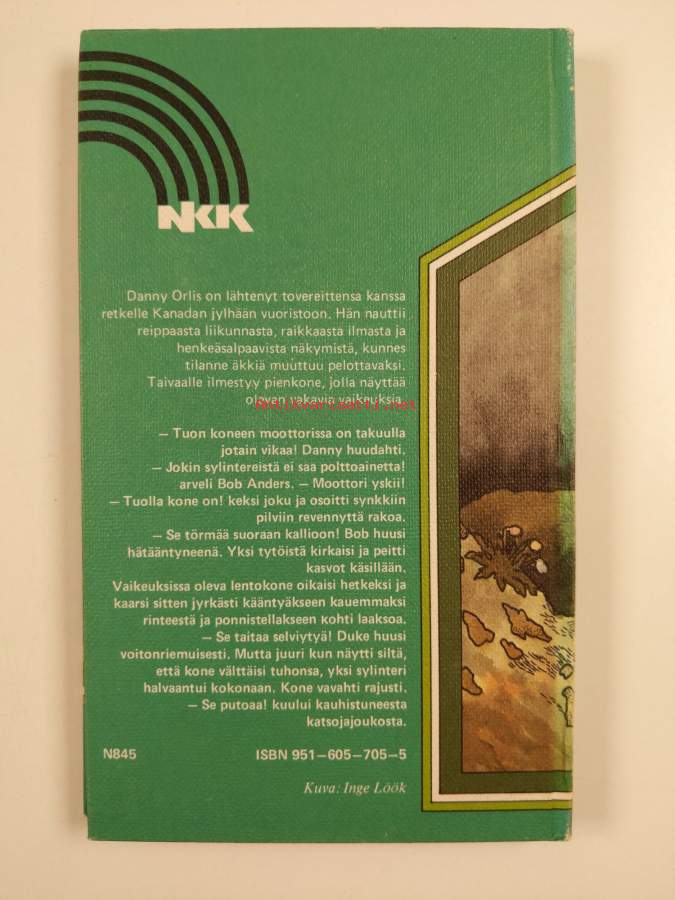 NKK
Danny Orlis on lähtenyt tovereittensa kanssa
retkelle Kanadan jylhään vuoristoon. Hän nauttii
reippaasta liikunnasta, raikkaasta ilmasta ja
henkeäsalpaavista näkymistä, kunnes
tilanne äkkiä muuttuu pelottavaksi.
Taivaalle ilmestyy pienkone, jolla näyttää
olevan vakavia vaikeuksia.
Antikvariaatti.net
— Tuon koneen moottorissa on takuulla
jotain vikaa! Danny huudahti.
— Jokin sylintereistä ei saa polttoainetta!
arveli Bob Anders. — Moottori yskii!
— Tuolla kone on! keksi joku ja osoitti synkkiin
pilviin revennyttä rakoa.
— Se törmää suoraan kallioon! Bob huusi
hätääntyneenä. Yksi tytöistä kirkaisi ja peitti
kasvot käsillään.
Vaikeuksissa oleva lentokone oikaisi hetkeksi ja
kaarsi sitten jyrkästi kääntyäkseen kauemmaksi
rinteestä ja ponnistellakseen kohti laaksoa.
— Se taitaa selviytyä! Duke huusi
voitonriemuisesti. Mutta juuri kun näytti siltä,
että kone välttäisi tuhonsa, yksi sylinteri
halvaantui kokonaan. Kone vavahti rajusti.
— Se putoaa! kuului kauhistuneesta
katsojajoukosta.
N845 ISBN 951—605—705—5
Kuva: Inge Löök